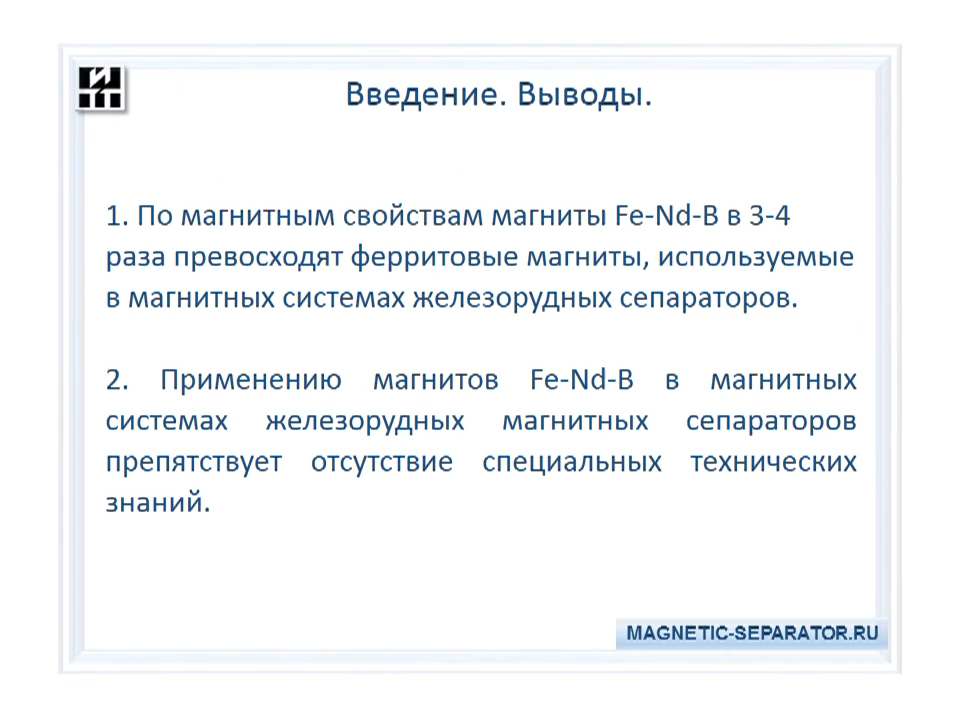 Введение. Выводы.
1. По магнитным свойствам магниты Fe-Nd-B в 3-4
раза превосходят ферритовые магниты, используемые
в магнитных системах железорудных сепараторов.
2. Применению магнитов Fe-Nd-B в магнитных
системах железорудных магнитных сепараторов
препятствует отсутствие специальных технических
знаний.
MAGNETIC-SEPARATOR.RU